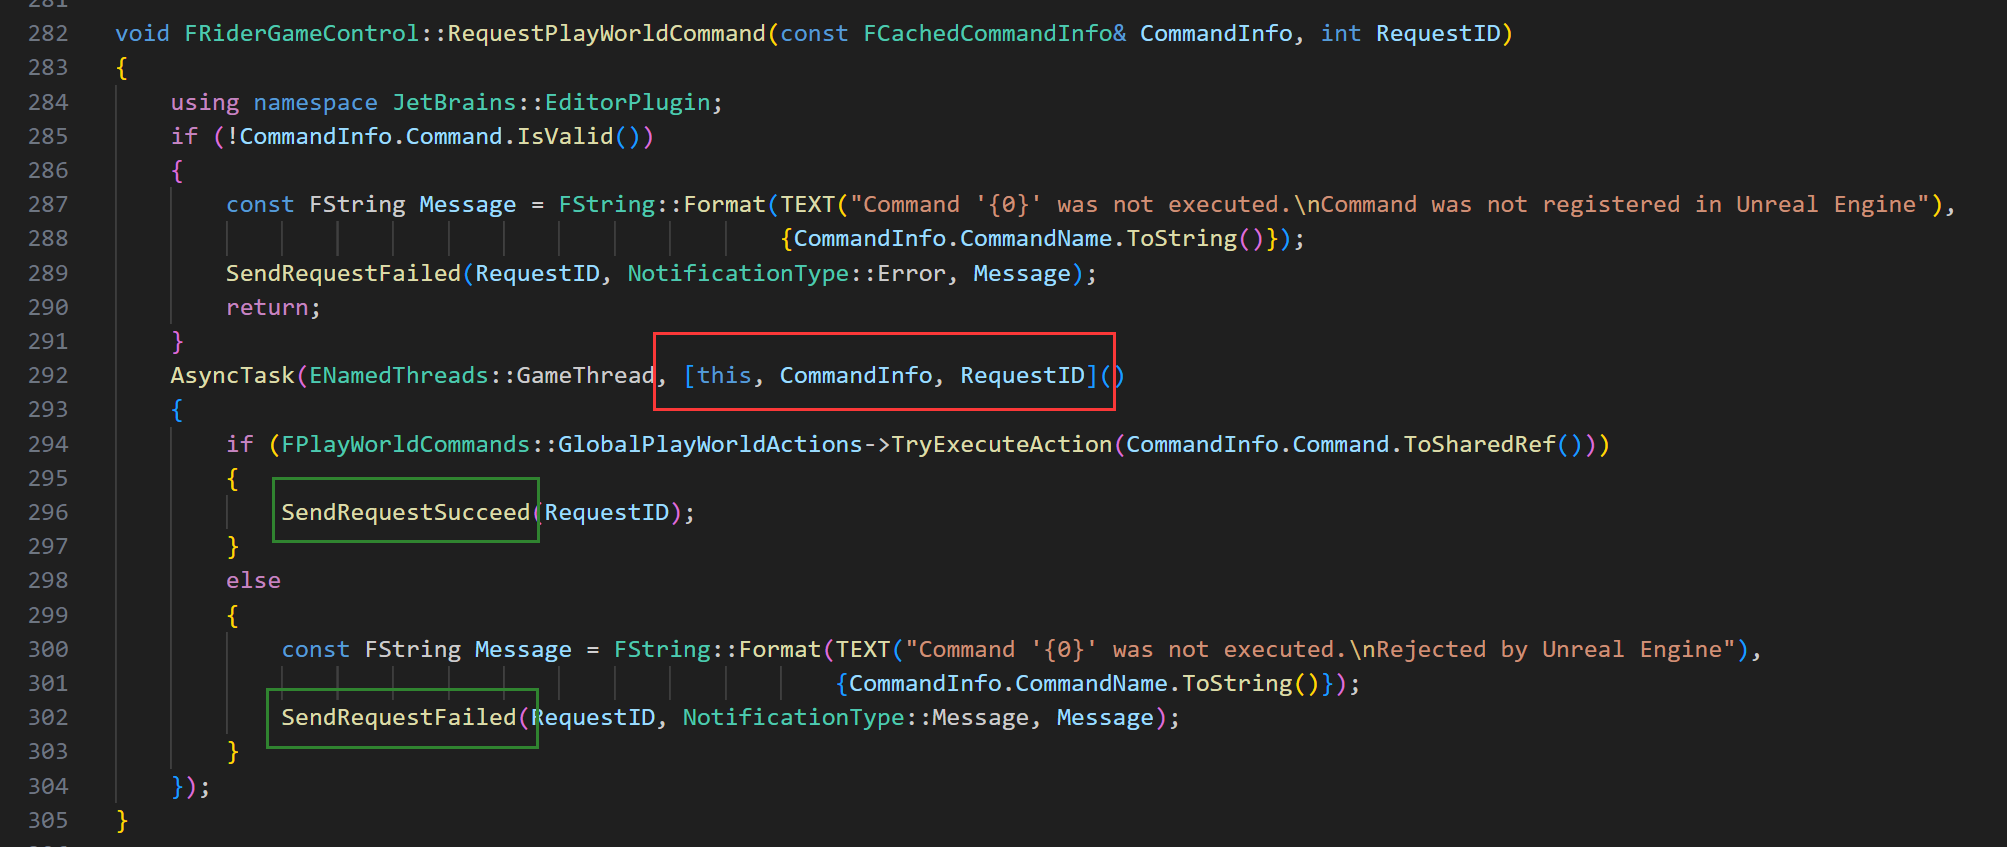 282 void FRiderGameControl::RequestPlayWorldCommand(const FCachedCommandInfo& CommandInfo, int RequestID)
283 {
284     using namespace JetBrains::EditorPlugin;
285     if (!CommandInfo.Command.IsValid())
286     {
287         const FString Message = FString::Format(TEXT("Command '{0}' was not executed.\nCommand was not registered in Unreal Engine"),
288                                                 {CommandInfo.CommandName.ToString()});
289         SendRequestFailed(RequestID, NotificationType::Error, Message);
290         return;
291     }
292     AsyncTask(ENamedThreads::GameThread, [this, CommandInfo, RequestID]()
293     {
294         if (FPlayWorldCommands::GlobalPlayWorldActions->TryExecuteAction(CommandInfo.Command.ToSharedRef()))
295         {
296             SendRequestSucceed(RequestID);
297         }
298         else
299         {
300             const FString Message = FString::Format(TEXT("Command '{0}' was not executed.\nRejected by Unreal Engine"),
301                                                     {CommandInfo.CommandName.ToString()});
302             SendRequestFailed(RequestID, NotificationType::Message, Message);
303         }
304     });
305 }